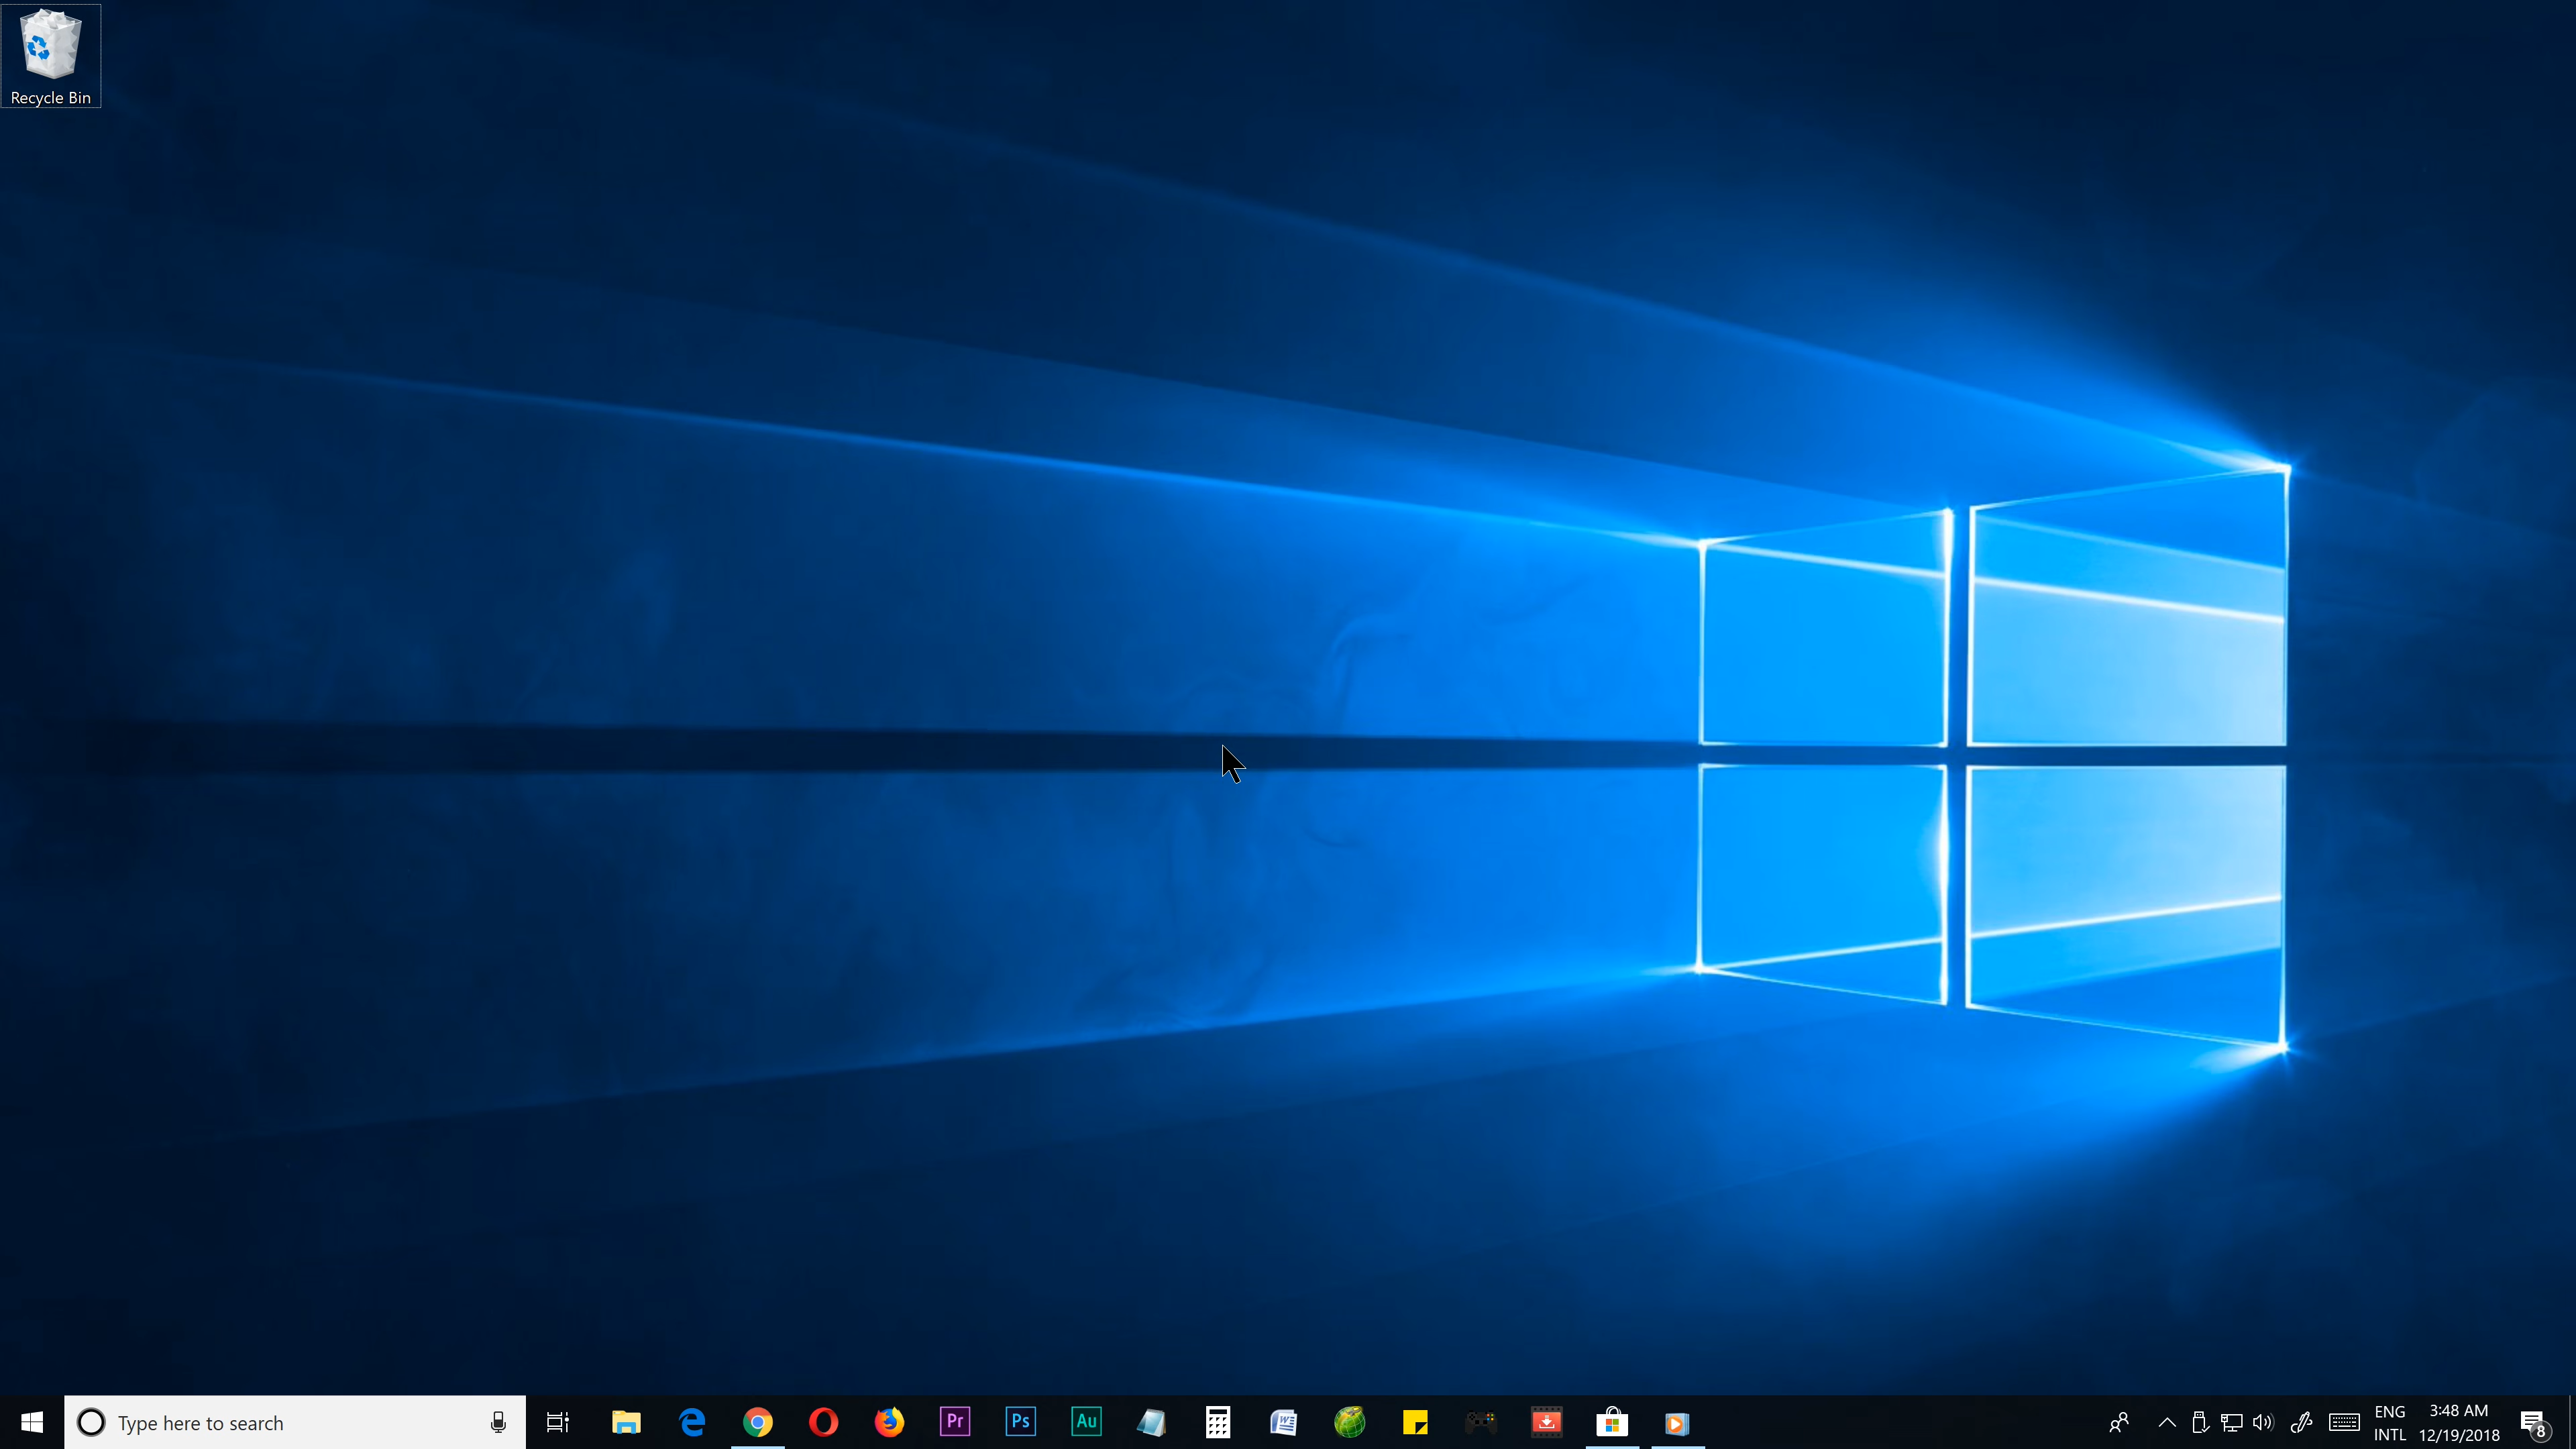 Recycle Bin
Type here to search
Pr
Ps
Au
W
ENG
INTL
3:48 AM
12/19/2018
8